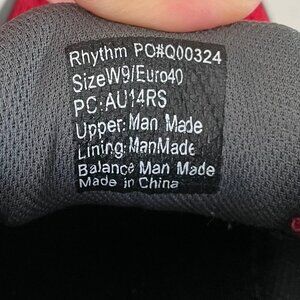 Rhythm PO#Q00324
SizeW9/Euro40
PC:AU14RS
Upper: Man Made
Lining: ManMade
Balance Man Made
Made in China